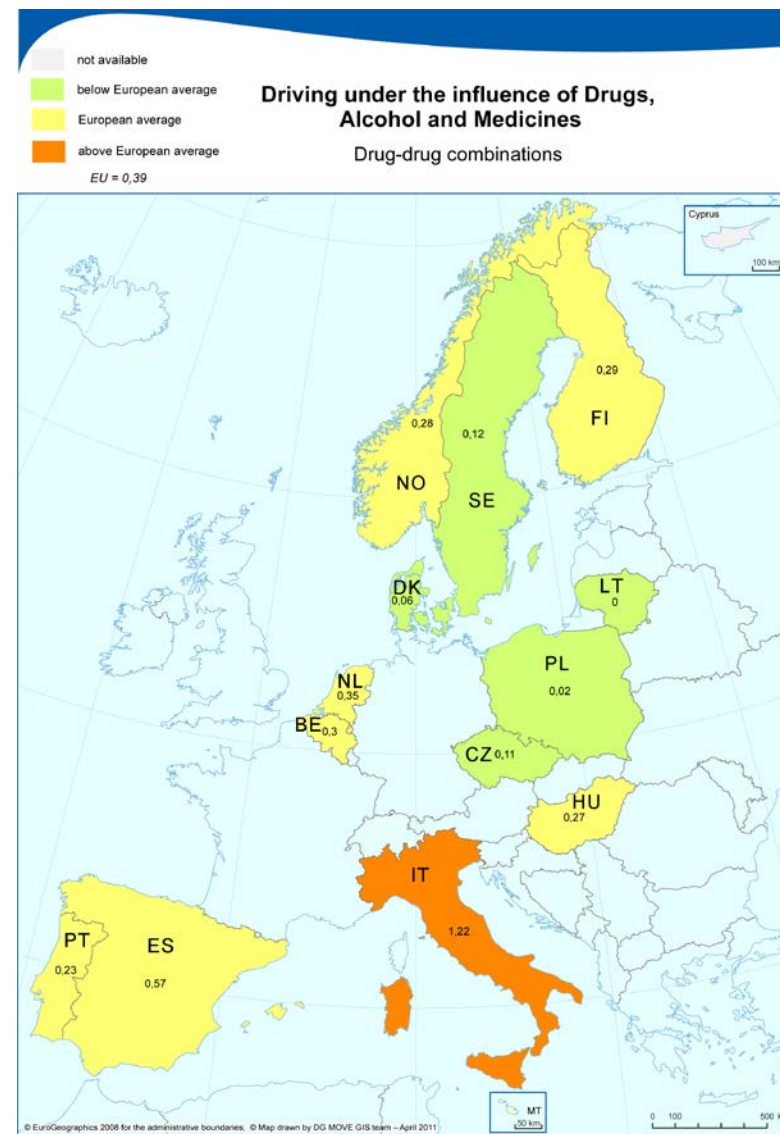 not available
below European average
European average
above European average
EU = 0,39
Driving under the influence of Drugs,
Alcohol and Medicines
Drug-drug combinations
Cyprus
100 km
0,29
FI
0,28
NO
0,12
SE
DK
0,06
LT
0
PL
0,02
NL
0,35
BE
0,3
CZ 0,11
HU
0,27
IT
1,22
PT
0,23
ES
0,57
MT
50 km
© EuroGeographics 2008 for the administrative boundaries, © Map drawn by DG MOVE GIS team – April 2011
0 100 500 k